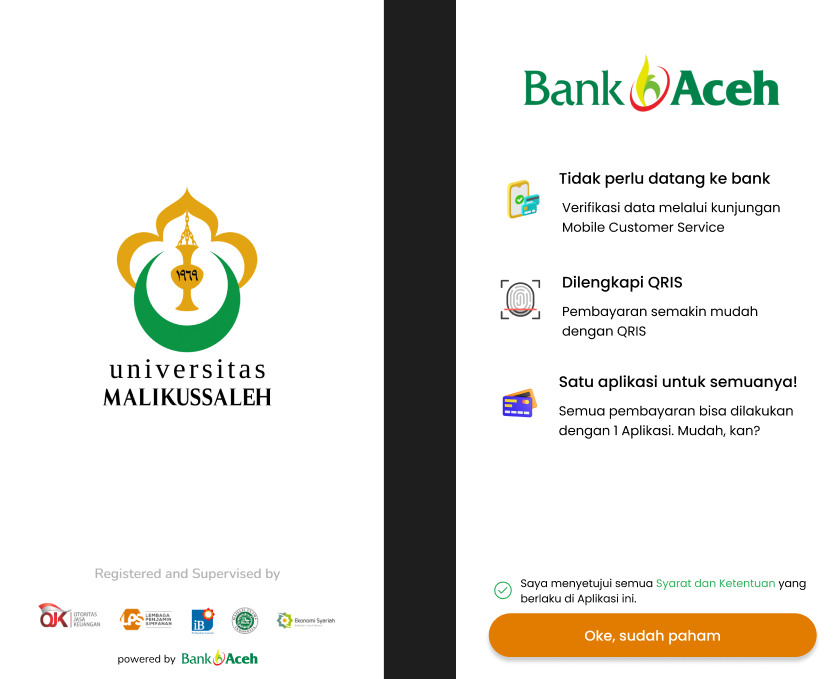 1969
universitas
MALIKUSSALEH
Registered and Supervised by
OTORITAS
JASA
KEUANGAN
LPS
LEMBAGA
PENJAMIN
SIMPANAN
iB
Ekonomi Syariah
powered by Bank Aceh
Bank Aceh
Tidak perlu datang ke bank
Verifikasi data melalui kunjungan
Mobile Customer Service
Dilengkapi QRIS
Pembayaran semakin mudah
dengan QRIS
Satu aplikasi untuk semuanya!
Semua pembayaran bisa dilakukan
dengan 1 Aplikasi. Mudah, kan?
Saya menyetujui semua Syarat dan Ketentuan yang
berlaku di Aplikasi ini.
Oke, sudah paham